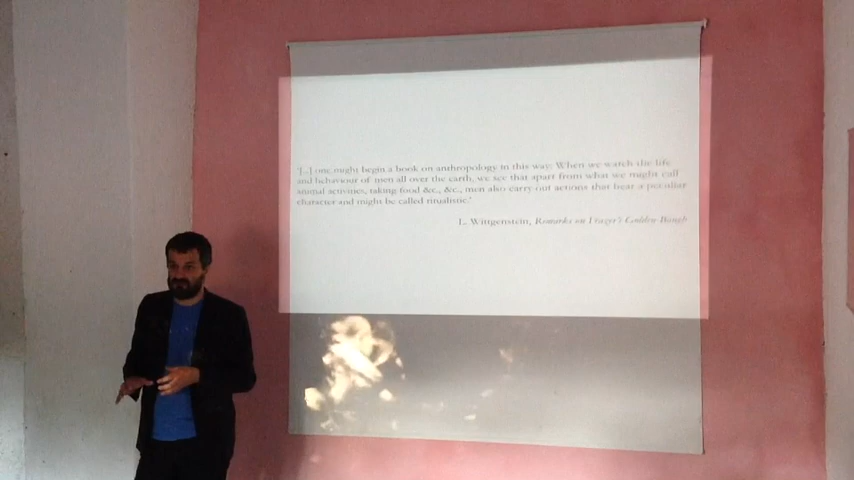 '[...] one might begin a book on anthropology in this way: When we watch the life
and behaviour of men all over the earth, we see that apart from what we might call
animal activities, taking food &c., &c., men also carry out actions that bear a peculiar
character and might be called ritualistic.'
L. Wittgenstein, Remarks on Frazer's Golden Bough